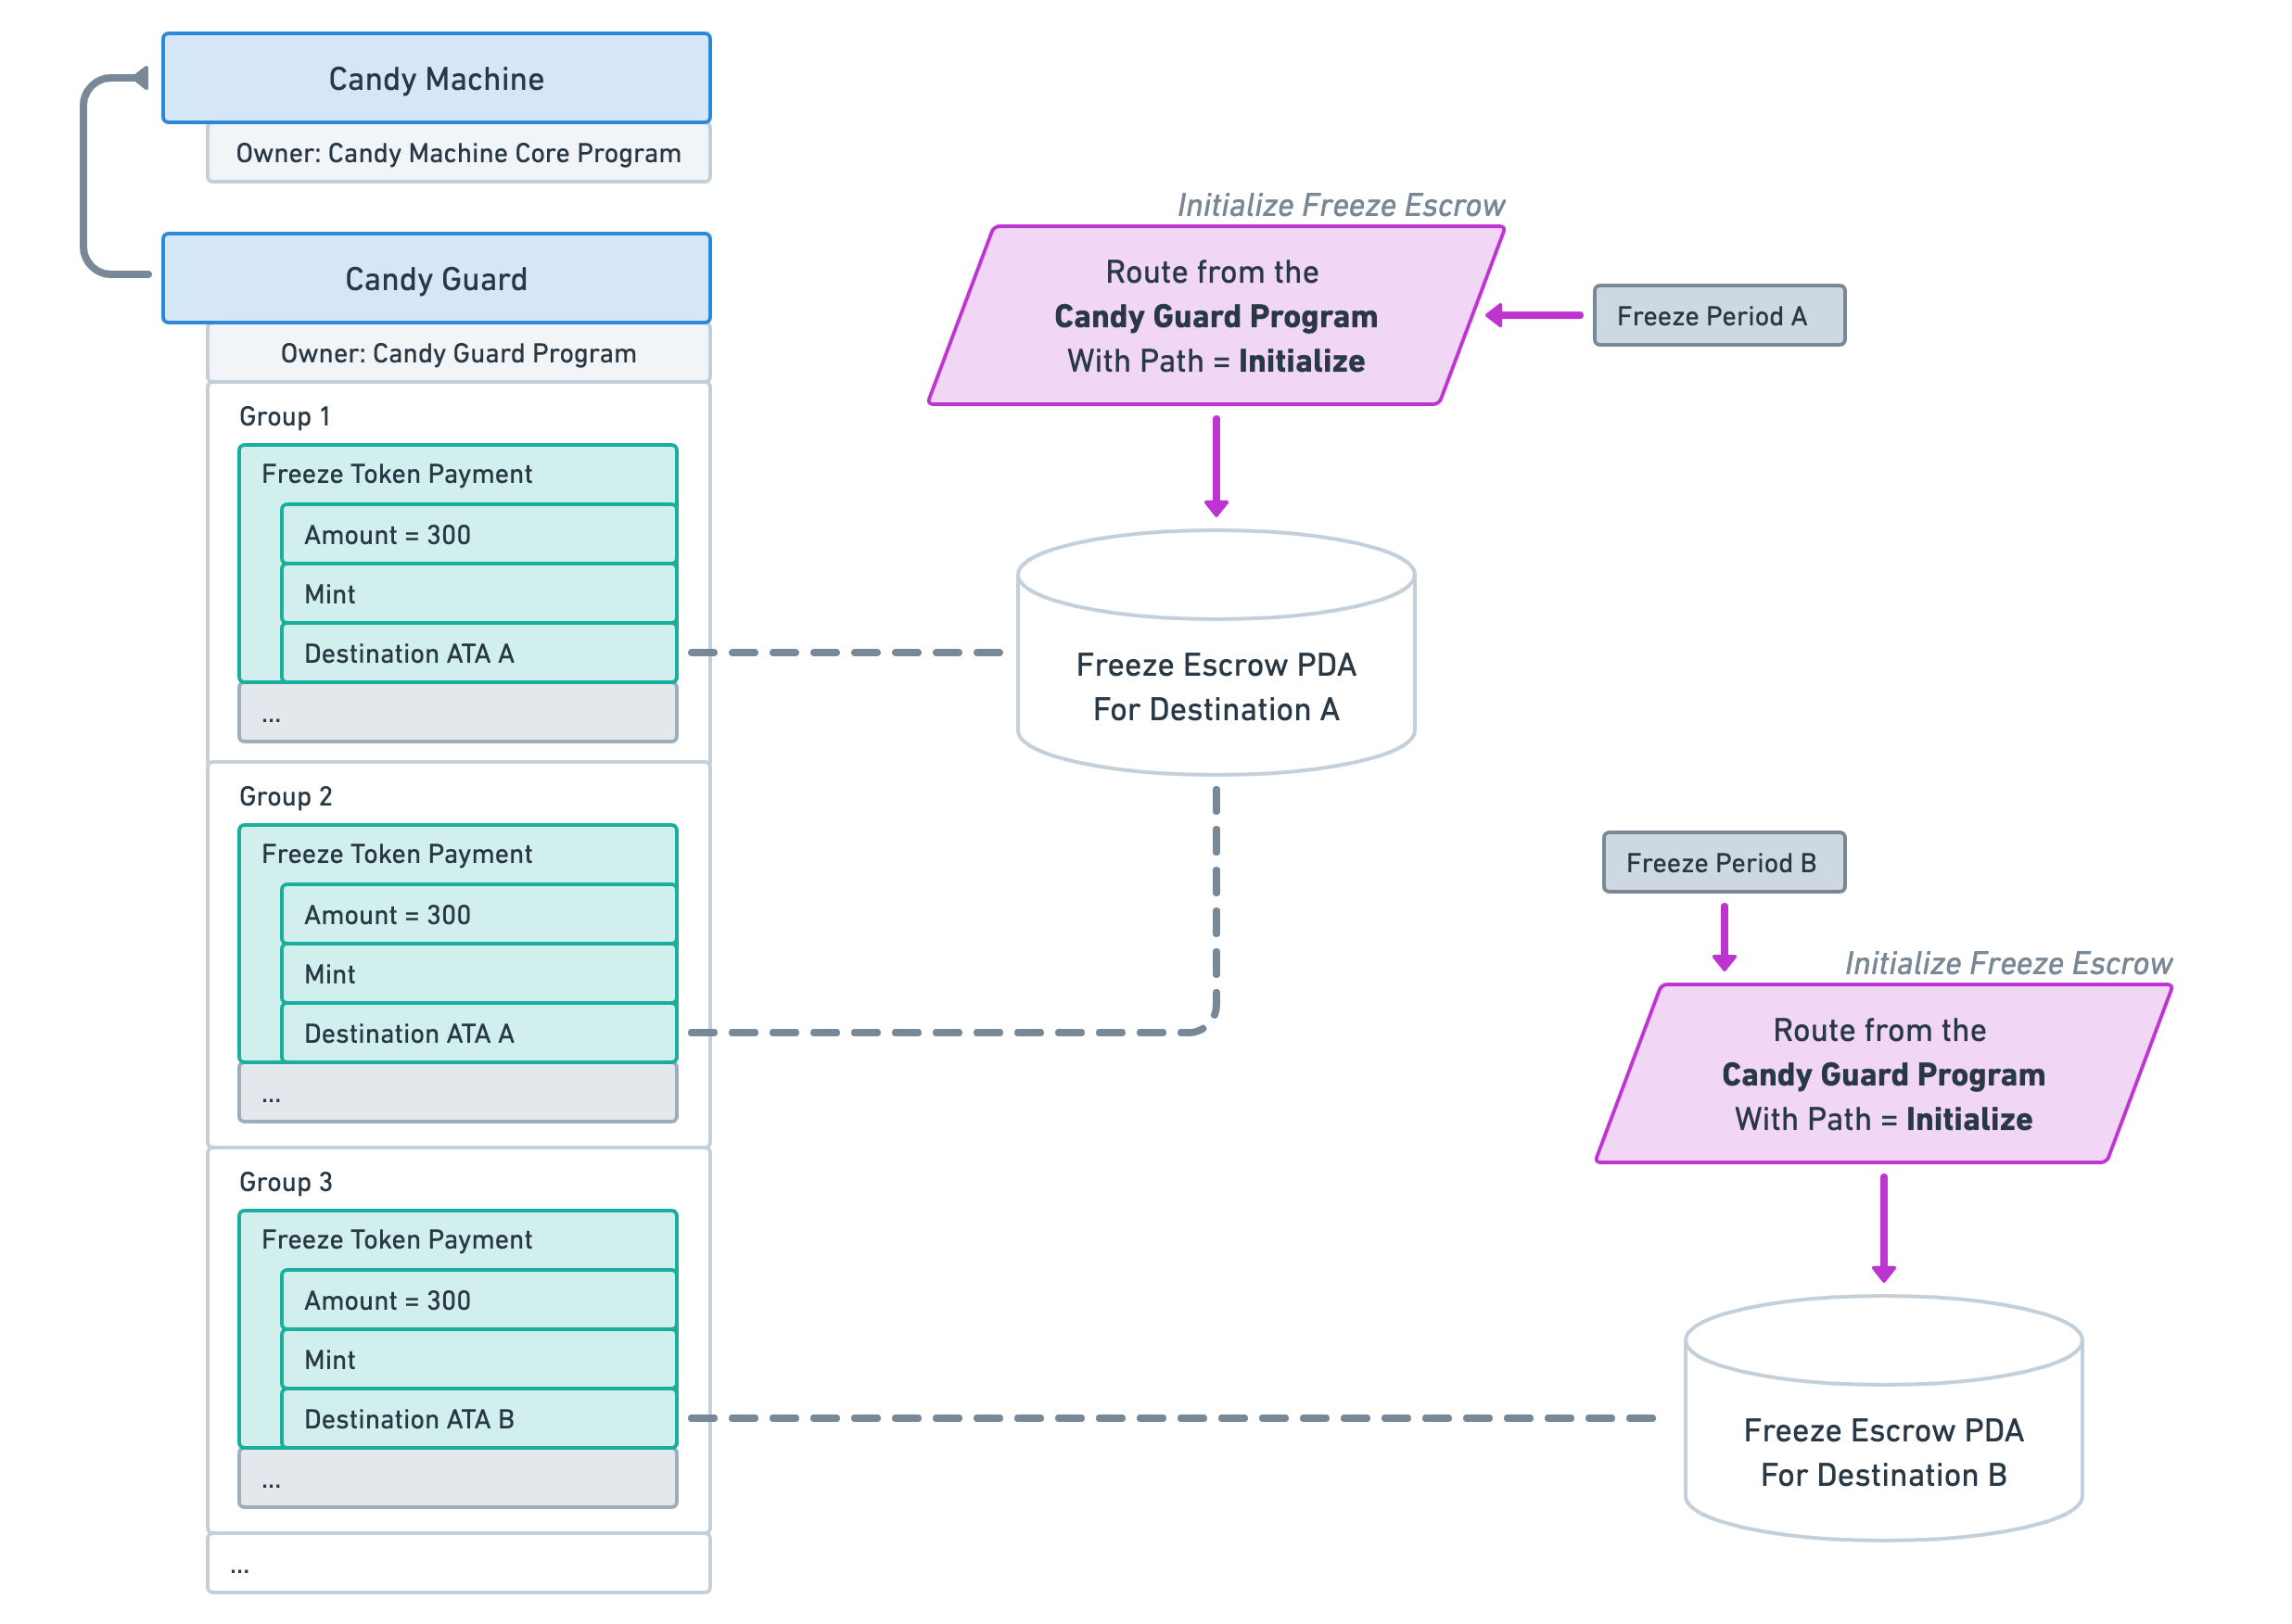 Candy Machine
Owner: Candy Machine Core Program
Candy Guard
Owner: Candy Guard Program
Group 1
Freeze Token Payment
Amount = 300
Mint
Destination ATA A
...
Group 2
Freeze Token Payment
Amount = 300
Mint
Destination ATA A
...
Group 3
Freeze Token Payment
Amount = 300
Mint
Destination ATA B
...
...
Initialize Freeze Escrow
Route from the
Candy Guard Program
With Path = Initialize
Freeze Period A
Freeze Escrow PDA
For Destination A
Freeze Period B
Initialize Freeze Escrow
Route from the
Candy Guard Program
With Path = Initialize
Freeze Escrow PDA
For Destination B